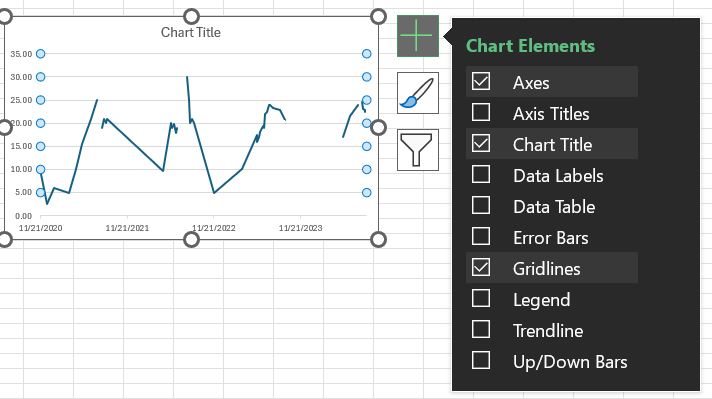 Chart Title
35.00
30.00
25.00
20.00
15.00
10.00
5.00
0.00
11/21/2020 11/21/2021 11/21/2022 11/21/2023
Chart Elements
Axes
Axis Titles
Chart Title
Data Labels
Data Table
Error Bars
Gridlines
Legend
Trendline
Up/Down Bars